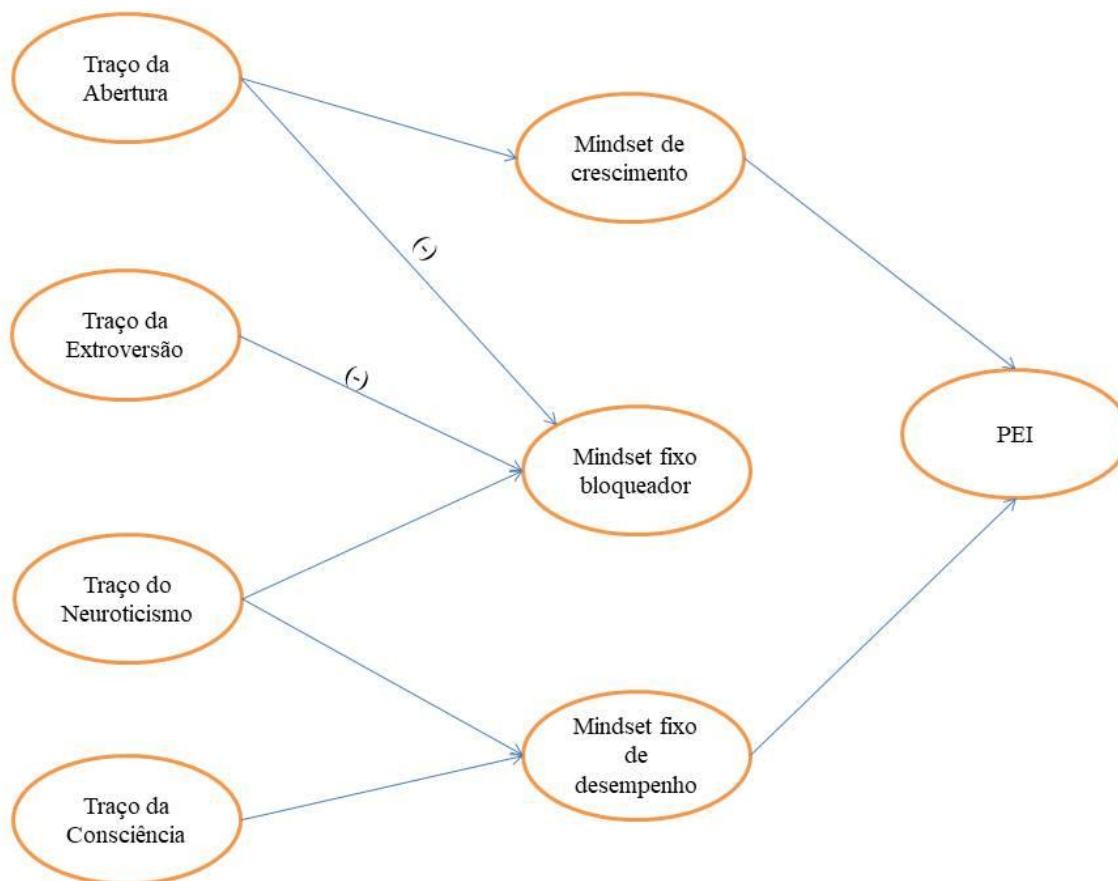 Traço da
Abertura
Mindset de
crescimento
(-)
Traço da
Extroversão
(-)
PEI
Mindset fixo
bloqueador
Traço do
Neuroticismo
Mindset fixo
de
desempenho
Traço da
Consciência